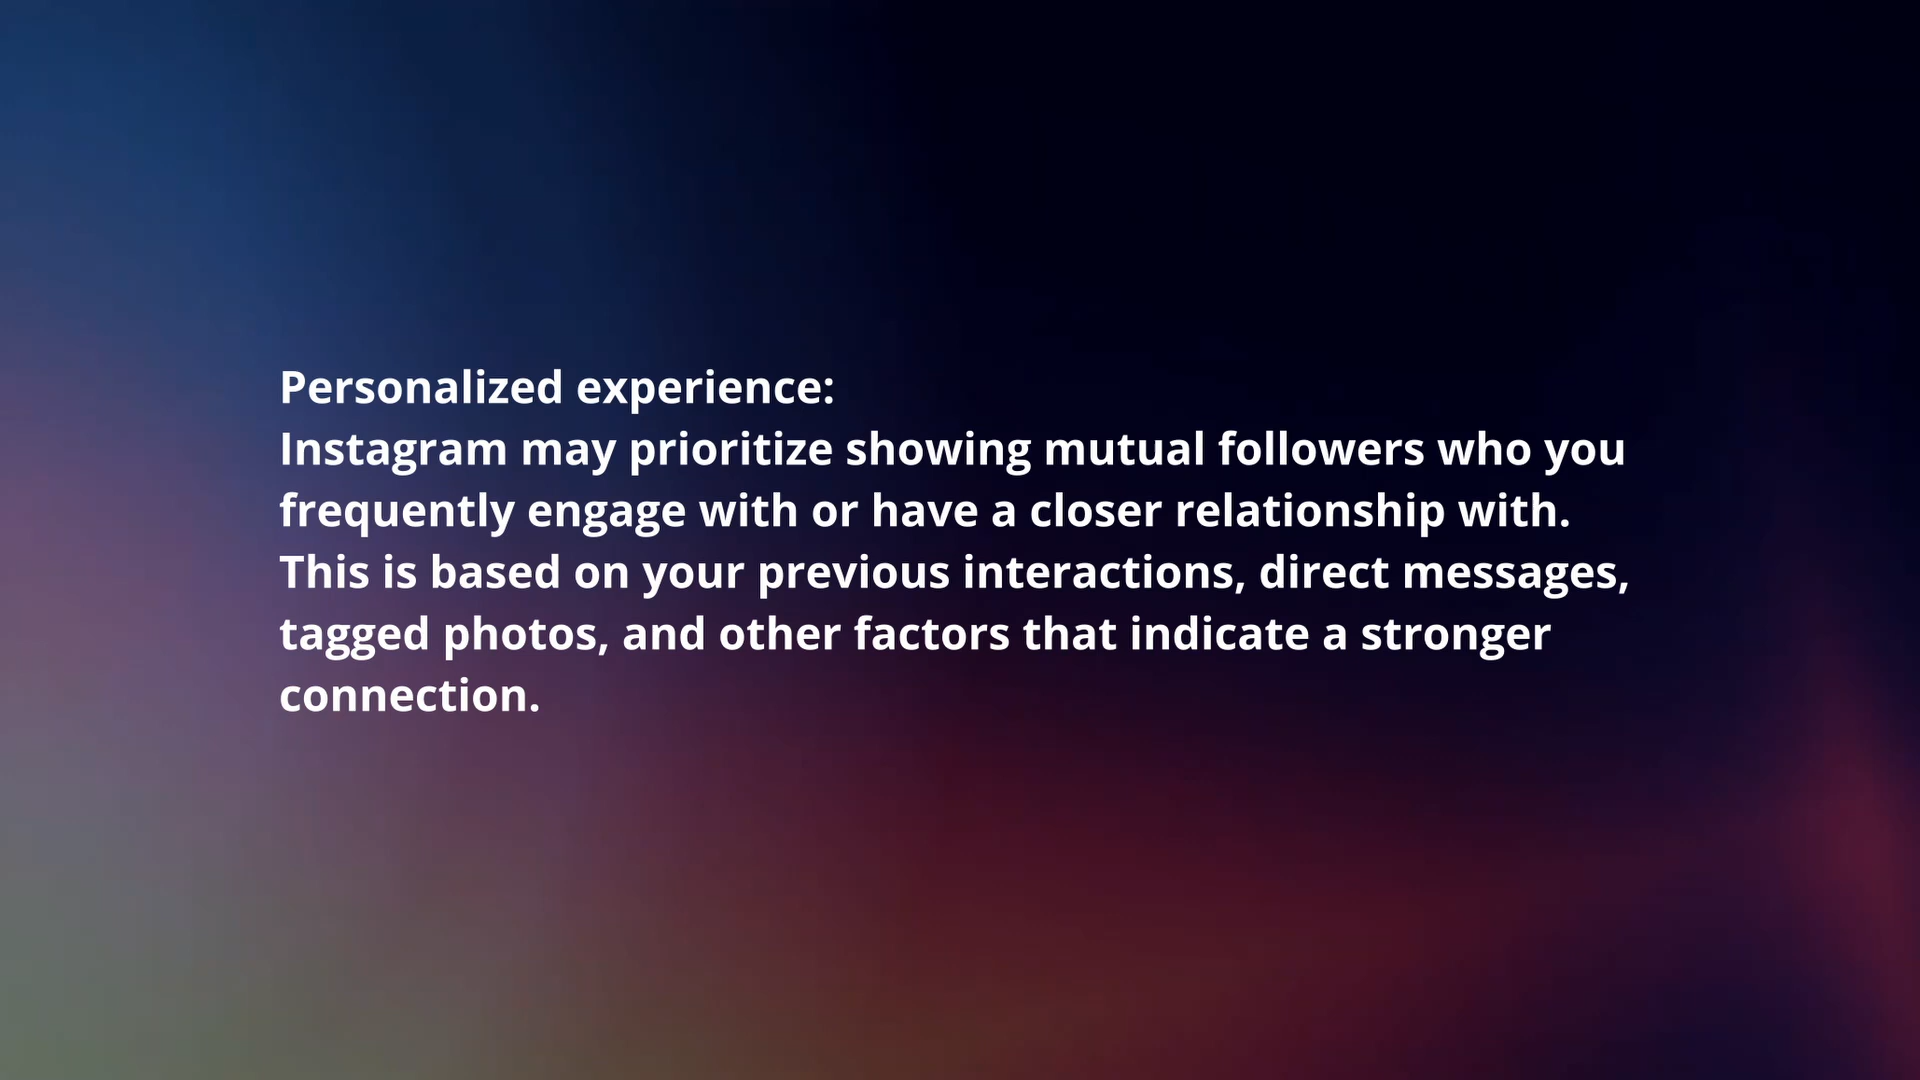 Personalized experience:
Instagram may prioritize showing mutual followers who you
frequently engage with or have a closer relationship with.
This is based on your previous interactions, direct messages,
tagged photos, and other factors that indicate a stronger
connection.